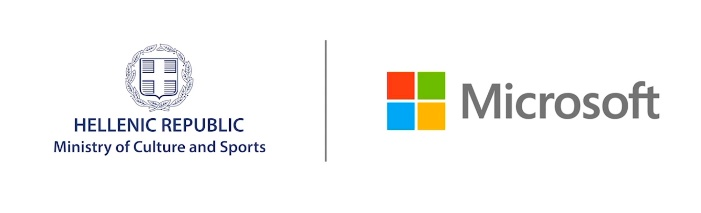 HELLENIC REPUBLIC
Ministry of Culture and Sports
Microsoft